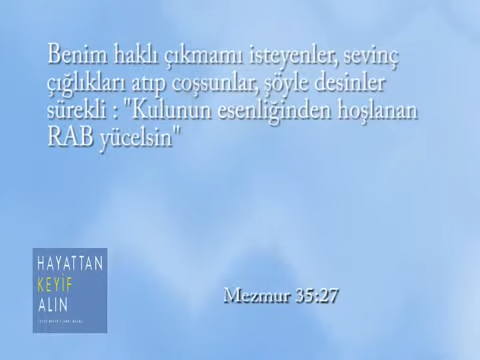 Benim haklı çıkmamı isteyenler, sevinç
çığlıkları atıp coşsunlar, şöyle desinler
sürekli : "Kulunun esenliğinden hoşlanan
RAB yücelsin"
HAYATTAN
KEYİF
ALIN
Mezmur 35:27